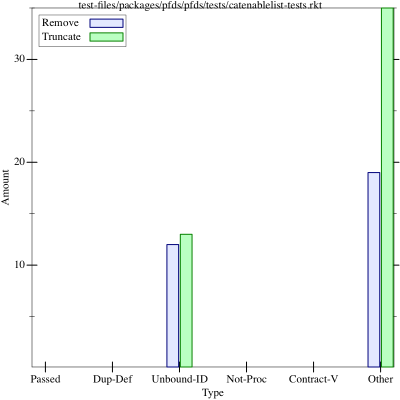 test-files/packages/pfds/pfds/tests/catenablelist-tests.rkt
Remove
Truncate
30
20
10
Amount
Passed Dup-Def Unbound-ID Not-Proc Contract-V Other
Type